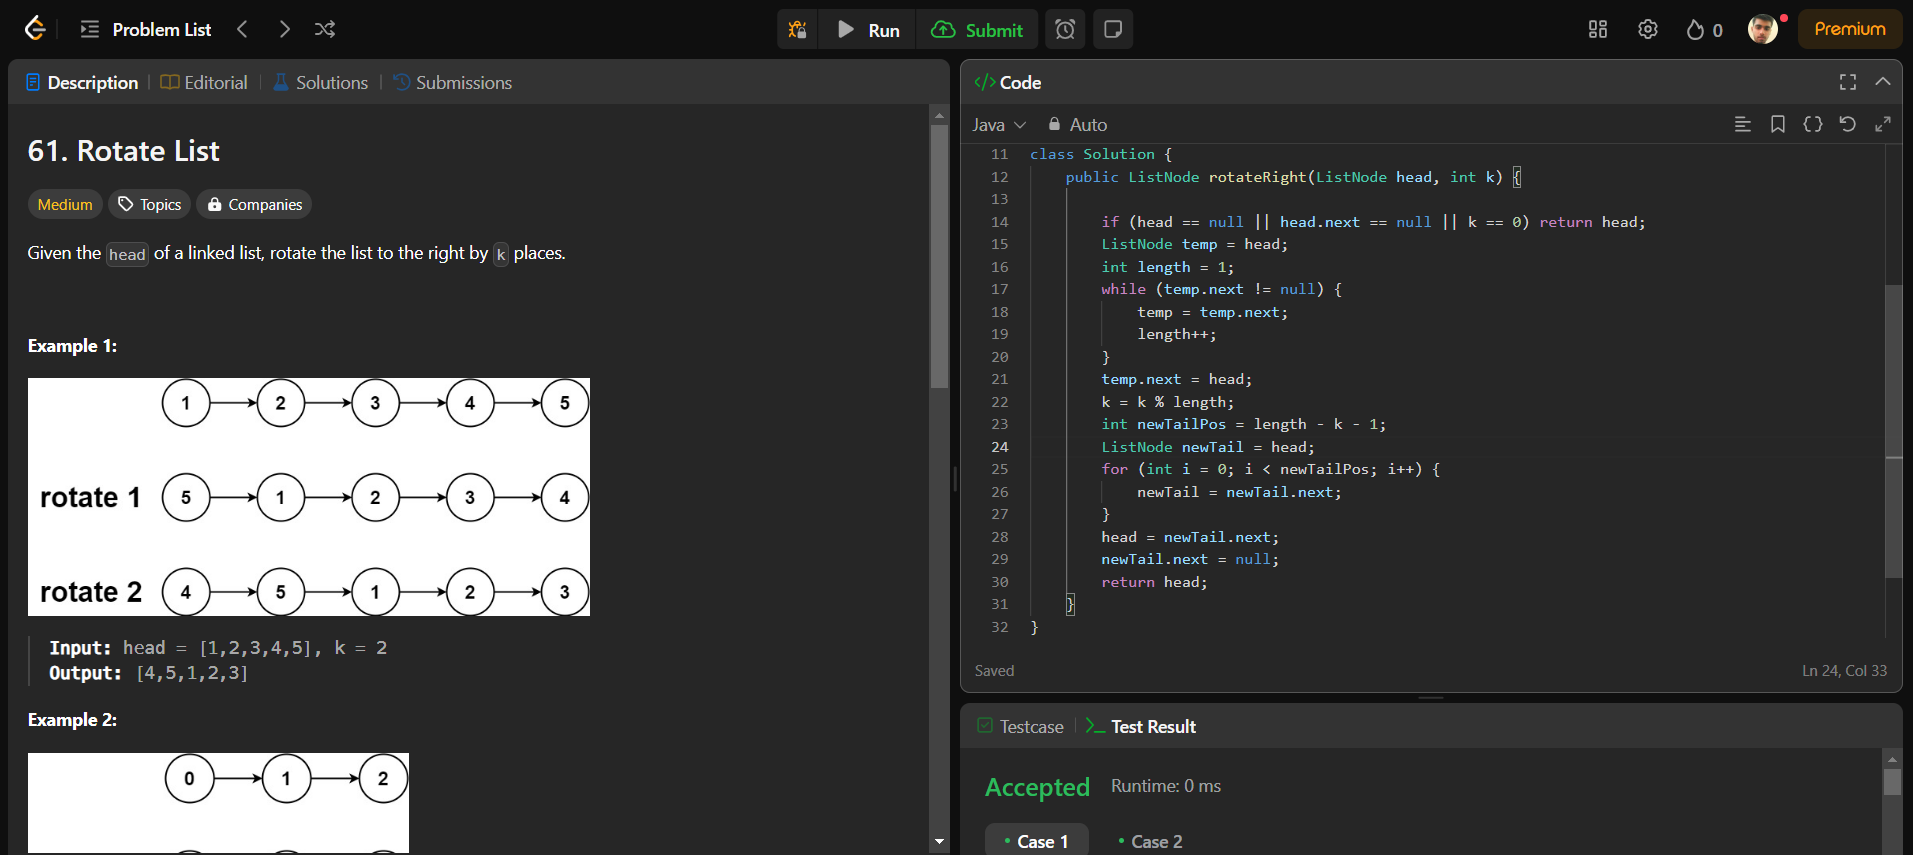 Problem List
Run
Submit
0
Premium
Description
Editorial
Solutions
Submissions
61. Rotate List
Medium
Topics
Companies
Given the head of a linked list, rotate the list to the right by k places.
Example 1:
1 2 3 4 5
rotate 1 5 1 2 3 4
rotate 2 4 5 1 2 3
Input: head = [1,2,3,4,5], k = 2
Output: [4,5,1,2,3]
Example 2:
0 1 2
</> Code
Java
Auto
11 class Solution {
12 public ListNode rotateRight(ListNode head, int k) {
13
14 if (head == null || head.next == null || k == 0) return head;
15 ListNode temp = head;
16 int length = 1;
17 while (temp.next != null) {
18 temp = temp.next;
19 length++;
20 }
21 temp.next = head;
22 k = k % length;
23 int newTailPos = length - k - 1;
24 ListNode newTail = head;
25 for (int i = 0; i < newTailPos; i++) {
26 newTail = newTail.next;
27 }
28 head = newTail.next;
29 newTail.next = null;
30 return head;
31 }
32 }
Saved
Ln 24, Col 33
Testcase
Test Result
Accepted
Runtime: 0 ms
• Case 1
• Case 2